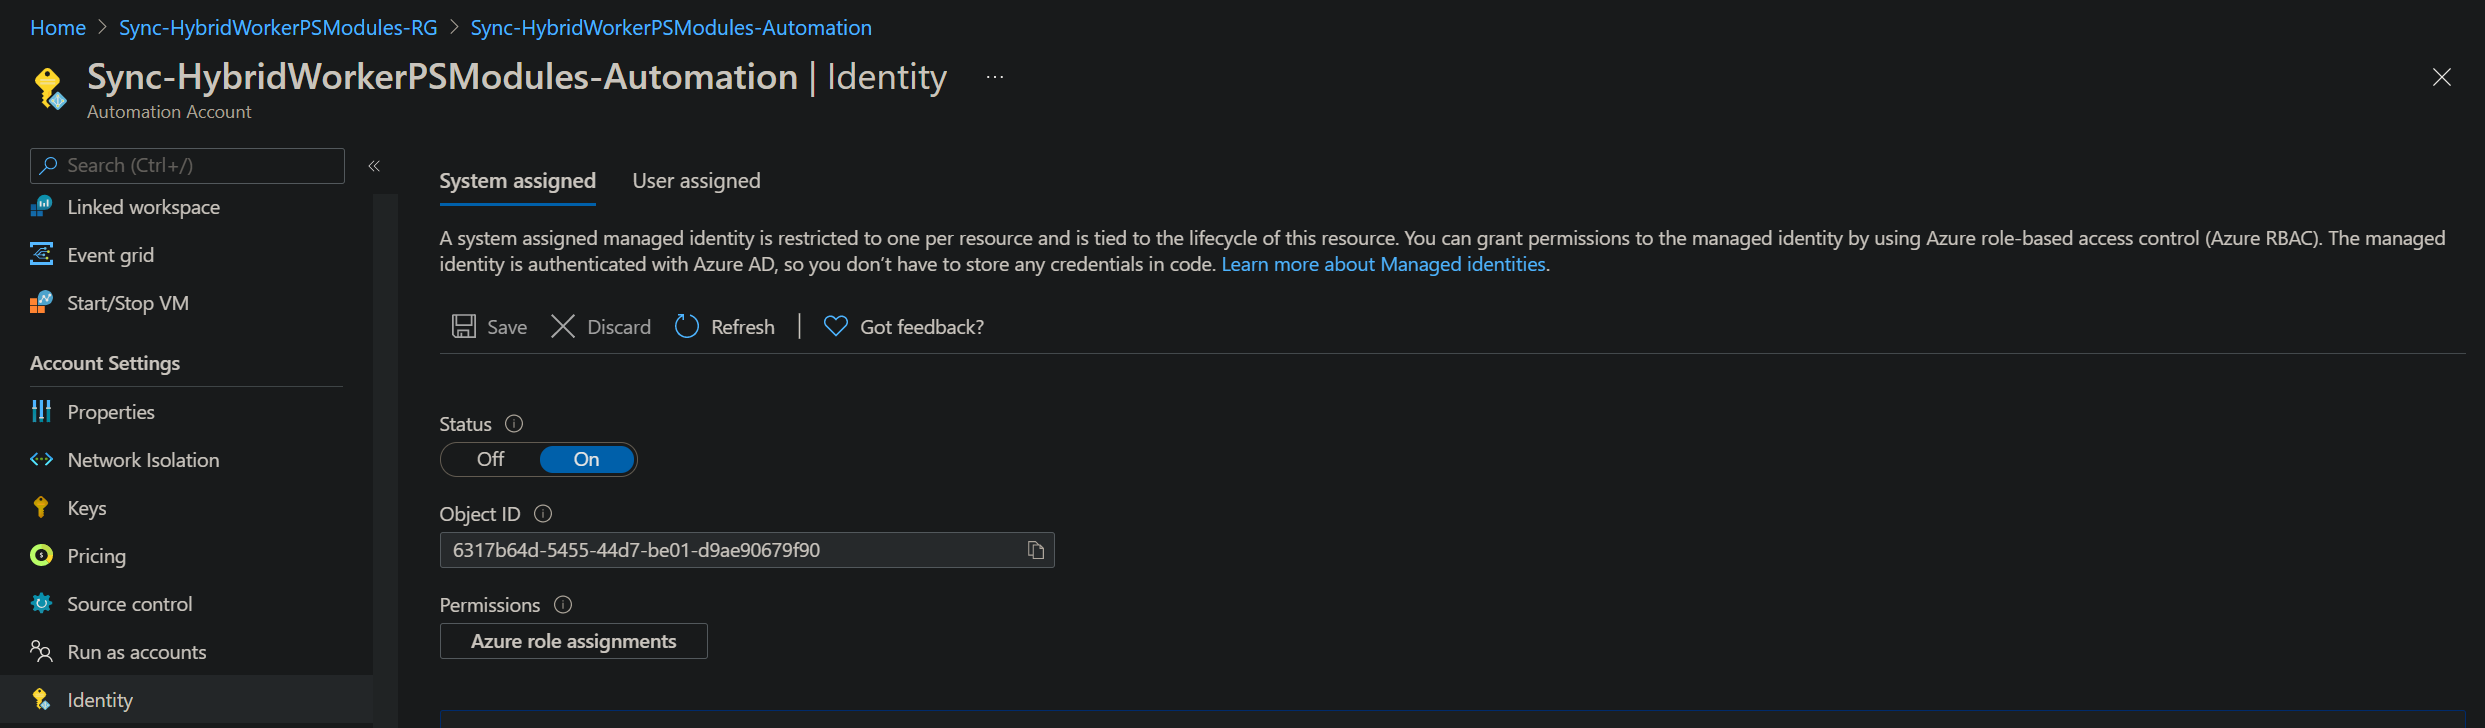 Home > Sync-HybridWorkerPSModules-RG > Sync-HybridWorkerPSModules-Automation
Sync-HybridWorkerPSModules-Automation | Identity ...
Automation Account
Search (Ctrl+/)
«
Linked workspace
Event grid
Start/Stop VM
Account Settings
Properties
Network Isolation
Keys
Pricing
Source control
Run as accounts
Identity
System assigned User assigned
A system assigned managed identity is restricted to one per resource and is tied to the lifecycle of this resource. You can grant permissions to the managed identity by using Azure role-based access control (Azure RBAC). The managed
identity is authenticated with Azure AD, so you don’t have to store any credentials in code. Learn more about Managed identities.
Save Discard Refresh | Got feedback?
Status
Off On
Object ID
6317b64d-5455-44d7-be01-d9ae90679f90
Permissions
Azure role assignments